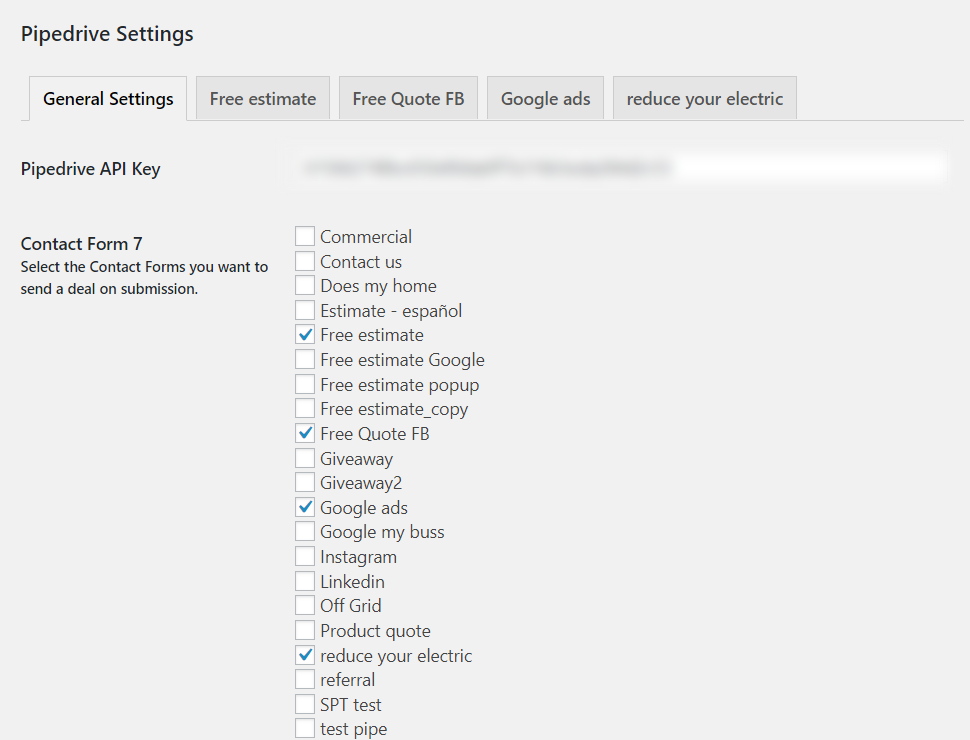 Pipedrive Settings
General Settings
Free estimate
Free Quote FB
Google ads
reduce your electric
Pipedrive API Key
Contact Form 7
Select the Contact Forms you want to
send a deal on submission.
Commercial
Contact us
Does my home
Estimate - español
Free estimate
Free estimate Google
Free estimate popup
Free estimate_copy
Free Quote FB
Giveaway
Giveaway2
Google ads
Google my buss
Instagram
Linkedin
Off Grid
Product quote
reduce your electric
referral
SPT test
test pipe